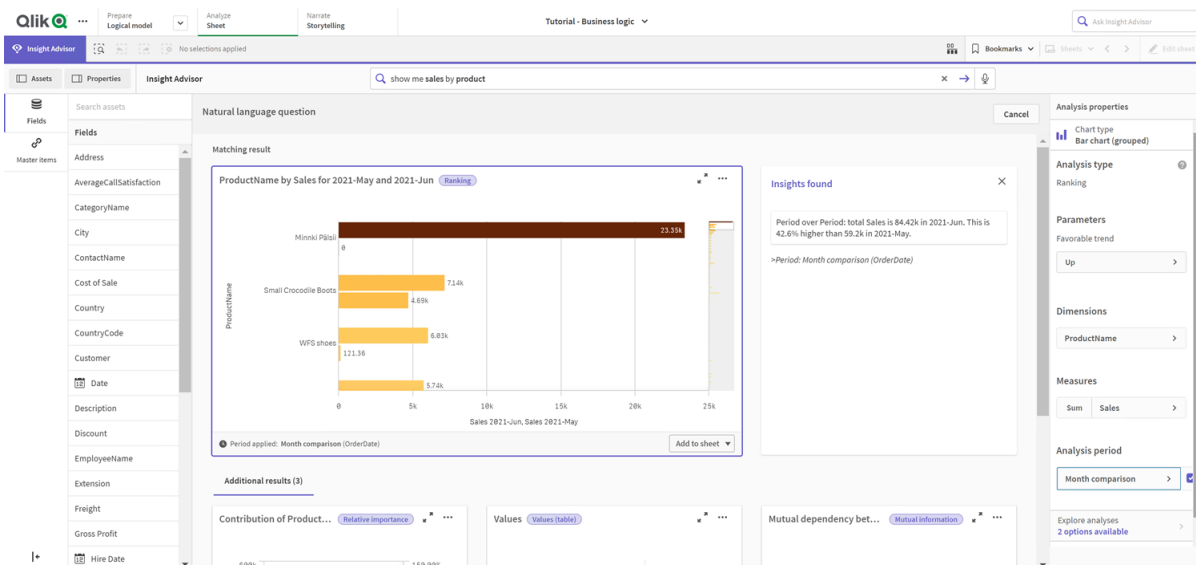 Qlik
Prepare
Logical model
Analyze
Sheet
Narrate
Storytelling
Tutorial - Business logic
Ask Insight Advisor
Insight Advisor
No selections applied
Bookmarks
Sheets
Edit sheet
Assets
Properties
Insight Advisor
show me sales by product
Fields
Master items
Search assets
Fields
Address
AverageCallSatisfaction
CategoryName
City
ContactName
Cost of Sale
Country
CountryCode
Customer
Date
Description
Discount
EmployeeName
Extension
Freight
Gross Profit
Hire Date
Natural language question
Cancel
Matching result
ProductName by Sales for 2021-May and 2021-Jun Ranking
ProductName
Minnki Pälsii
23.35k
0
Small Crocodile Boots
7.14k
4.69k
WFS shoes
6.03k
121.36
5.74k
0 5k 10k 15k 20k 25k
Sales 2021-Jun, Sales 2021-May
Period applied: Month comparison (OrderDate)
Add to sheet
Insights found
Period over Period: total Sales is 84.42k in 2021-Jun. This is
42.6% higher than 59.2k in 2021-May.
>Period: Month comparison (OrderDate)
Additional results (3)
Contribution of Product... Relative importance
Values Values (table)
Mutual dependency bet... Mutual information
600k 150.00%
Analysis properties
Chart type
Bar chart (grouped)
Analysis type
Ranking
Parameters
Favorable trend
Up
Dimensions
ProductName
Measures
Sum Sales
Analysis period
Month comparison
Explore analyses
2 options available